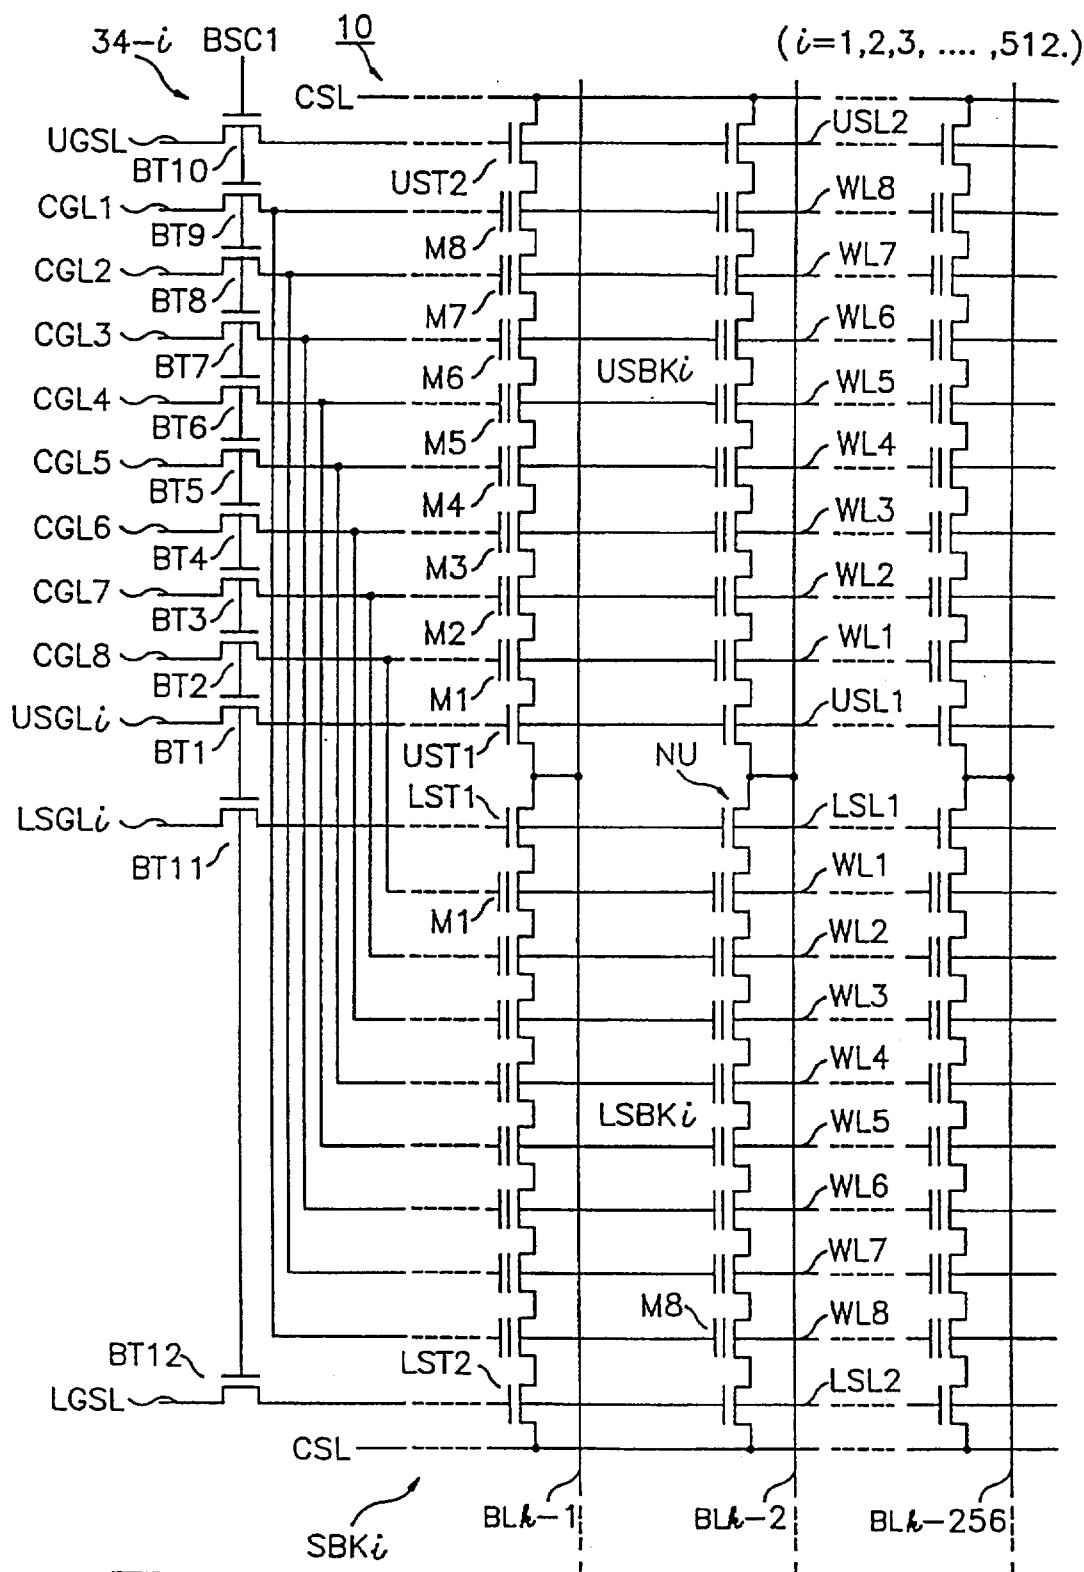 34-i BSC1 10 (i=1,2,3, .... ,512.)
CSL
UGSL BT10 UST2 USL2
CGL1 BT9 M8 WL8
CGL2 BT8 M7 WL7
CGL3 BT7 M6 USBKi WL6
CGL4 BT6 M5 WL5
CGL5 BT5 M4 WL4
CGL6 BT4 M3 WL3
CGL7 BT3 M2 WL2
CGL8 BT2 M1 WL1
USGLi BT1 UST1 USL1
NU
LSGLi BT11 LST1 LSL1
M1 WL1
WL2
WL3
WL4
LSBKi WL5
WL6
WL7
M8 WL8
BT12 LST2 LSL2
LGSL
CSL
SBKi BLk-1 BLk-2 BLk-256